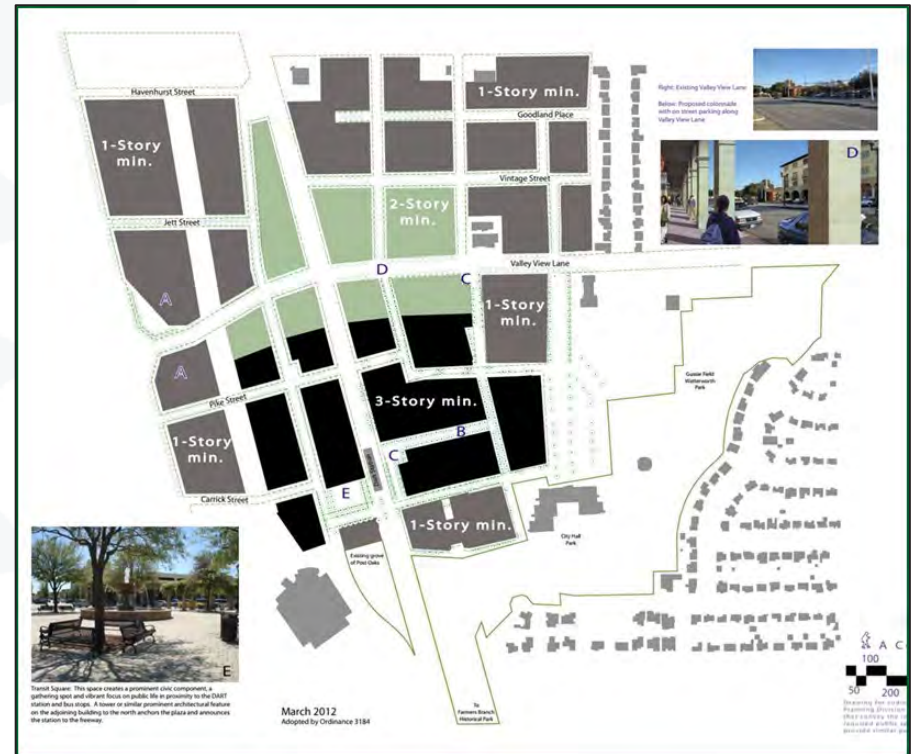 Havenhurst Street
1-Story min.
Goodland Place
Right: Existing Valley View Lane
Below: Proposed colonnade
with on street parking along
Valley View Lane
D
1-Story
min.
Vintage Street
2-Story
min.
Jett Street
Valley View Lane
D
C
A
1-Story
min.
A
Gussie Field
Watterworth
Park
Pike Street
3-Story min.
B
1-Story
min.
C
Carrick Street
E
1-Story min.
City Hall
Park
Existing grove
of Post Oaks
E
A C
100
50
200
Transit Square: This space creates a prominent civic component, a
gathering spot and vibrant focus on public life in proximity to the DART
station and bus stops. A tower or similar prominent architectural feature
on the adjoining building to the north anchors the plaza and announces
the station to the freeway.
March 2012
Adopted by Ordinance 3184
To
Farmers Branch
Historical Park